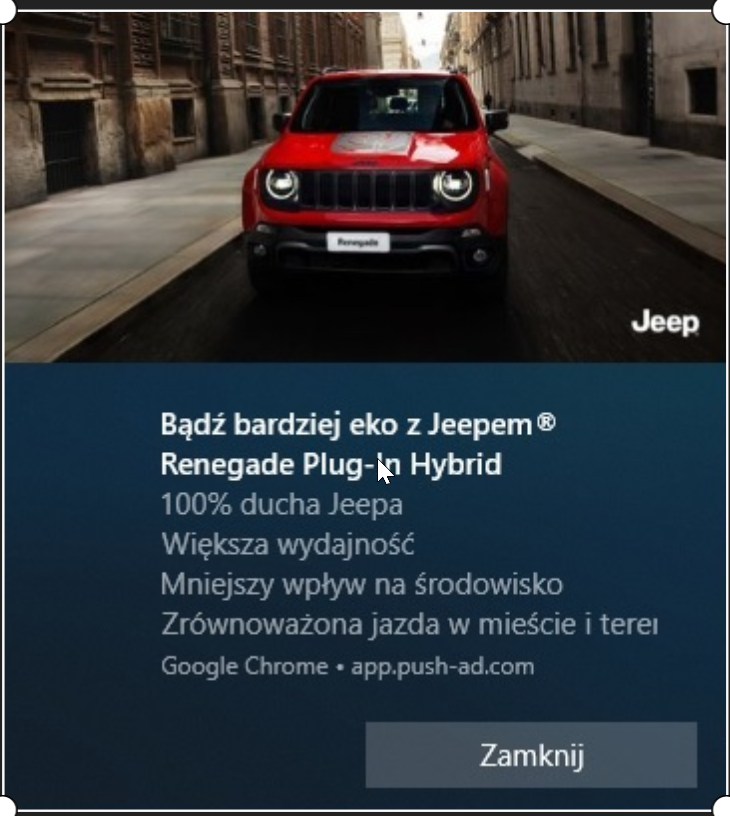 Renegade
Jeep
Bądź bardziej eko z Jeepem®
Renegade Plug-In Hybrid
100% ducha Jeepa
Większa wydajność
Mniejszy wpływ na środowisko
Zrównoważona jazda w mieście i
Google Chrome • app.push-ad.com
Zamknij